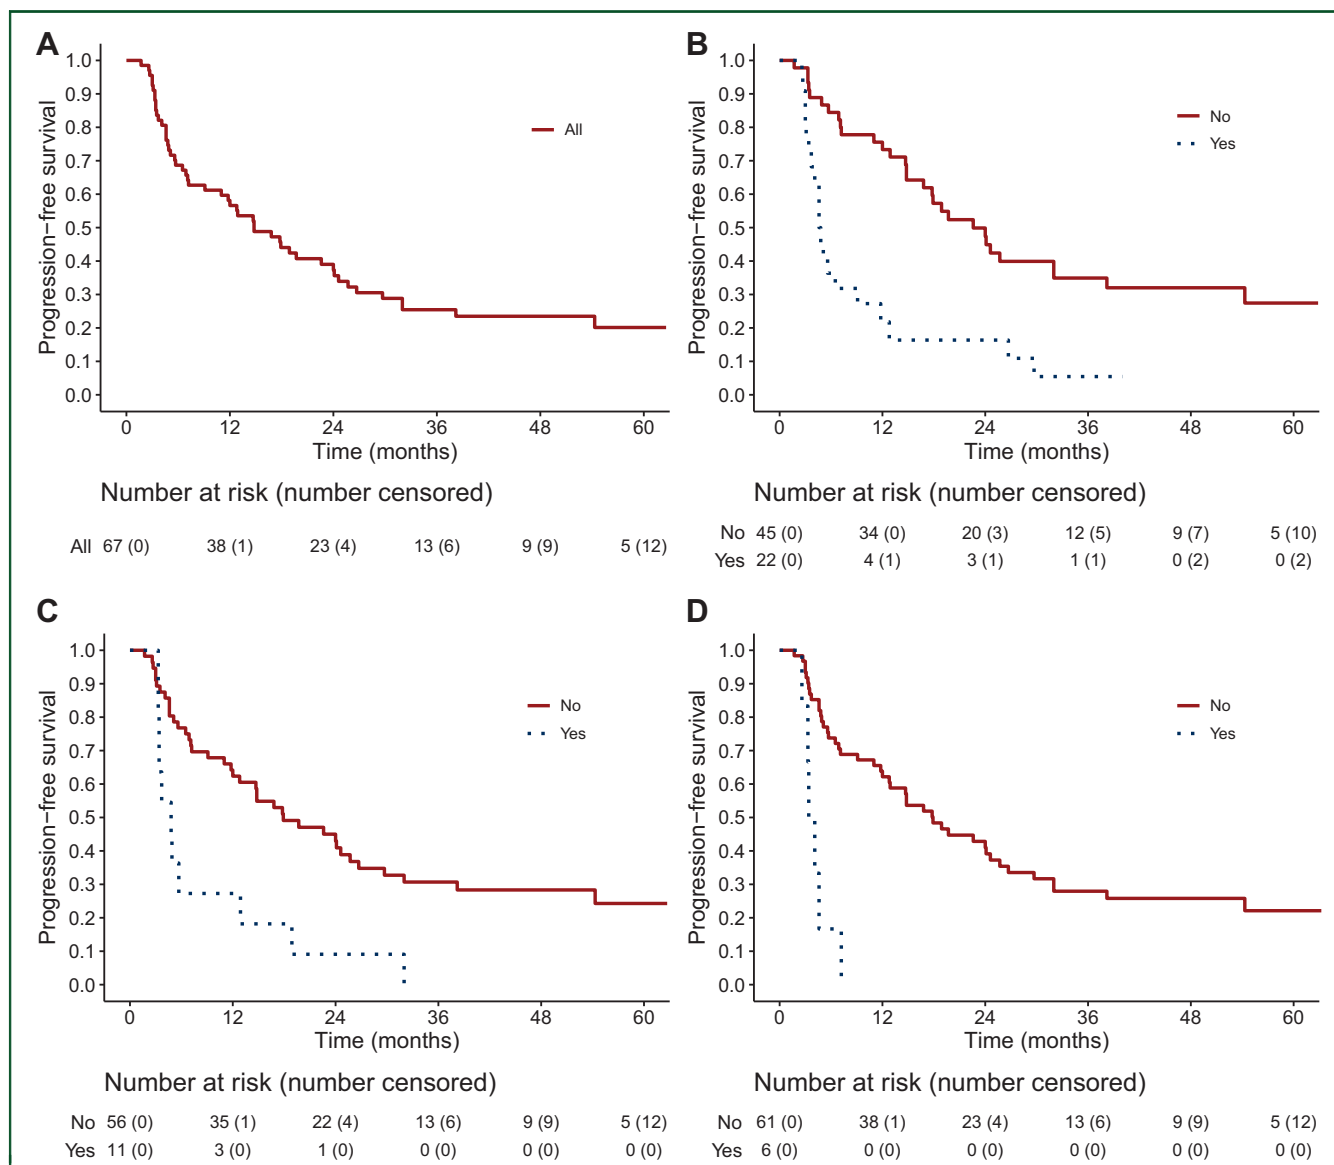 A
Progression−free survival
1.0
0.9
0.8
0.7
0.6
0.5
0.4
0.3
0.2
0.1
0.0
All
0 12 24 36 48 60
Time (months)
Number at risk (number censored)
All 67 (0) 38 (1) 23 (4) 13 (6) 9 (9) 5 (12)
B
Progression−free survival
1.0
0.9
0.8
0.7
0.6
0.5
0.4
0.3
0.2
0.1
0.0
No
Yes
0 12 24 36 48 60
Time (months)
Number at risk (number censored)
No 45 (0) 34 (0) 20 (3) 12 (5) 9 (7) 5 (10)
Yes 22 (0) 4 (1) 3 (1) 1 (1) 0 (2) 0 (2)
C
Progression−free survival
1.0
0.9
0.8
0.7
0.6
0.5
0.4
0.3
0.2
0.1
0.0
No
Yes
0 12 24 36 48 60
Time (months)
Number at risk (number censored)
No 56 (0) 35 (1) 22 (4) 13 (6) 9 (9) 5 (12)
Yes 11 (0) 3 (0) 1 (0) 0 (0) 0 (0) 0 (0)
D
Progression−free survival
1.0
0.9
0.8
0.7
0.6
0.5
0.4
0.3
0.2
0.1
0.0
No
Yes
0 12 24 36 48 60
Time (months)
Number at risk (number censored)
No 61 (0) 38 (1) 23 (4) 13 (6) 9 (9) 5 (12)
Yes 6 (0) 0 (0) 0 (0) 0 (0) 0 (0) 0 (0)